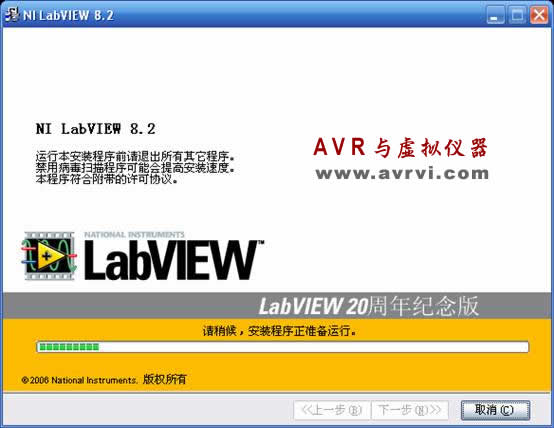 NI LabVIEW 8.2
NI LabVIEW 8.2
运行本安装程序前请退出所有其它程序。
禁用病毒扫描程序可能会提高安装速度。
本程序符合附带的许可协议。
AVR与虚拟仪器
www.avrvi.com
NATIONAL INSTRUMENTS
LabVIEW™
LabVIEW 20周年纪念版
请稍候，安装程序正准备运行。
©2006 National Instruments. 版权所有
<<上一步(B) 下一步(N)>> 取消(C)